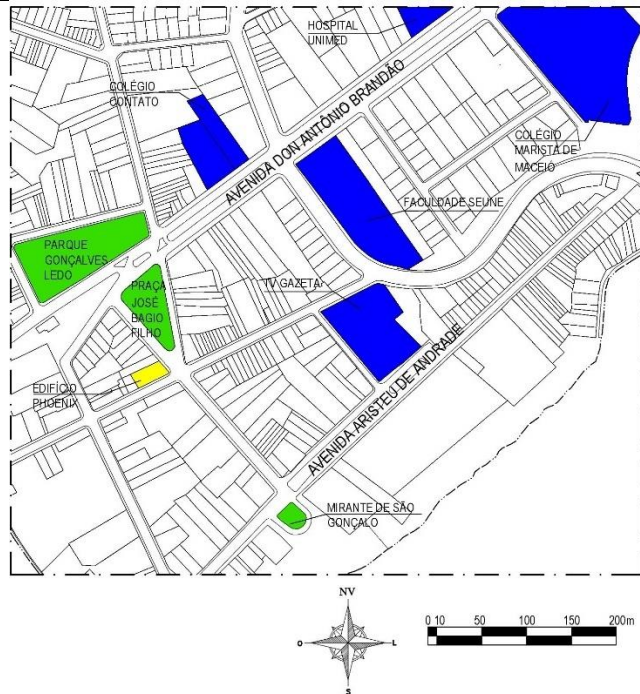 HOSPITAL
UNIMED
COLÉGIO
CONTATO
AVENIDA DON ANTÔNIO BRANDÃO
COLÉGIO
MARISTA DE
MACEIÓ
FACULDADE SEUNE
PARQUE
GONÇALVES
LEDO
PRAÇA
JOSÉ
BAGIO
FILHO
TV GAZETA
EDIFÍCIO
PHOENIX
AVENIDA ARISTEU DE ANDRADE
MIRANTE DE SÃO
GONÇALO
NV
O
L
S
0 10 50 100 150 200m